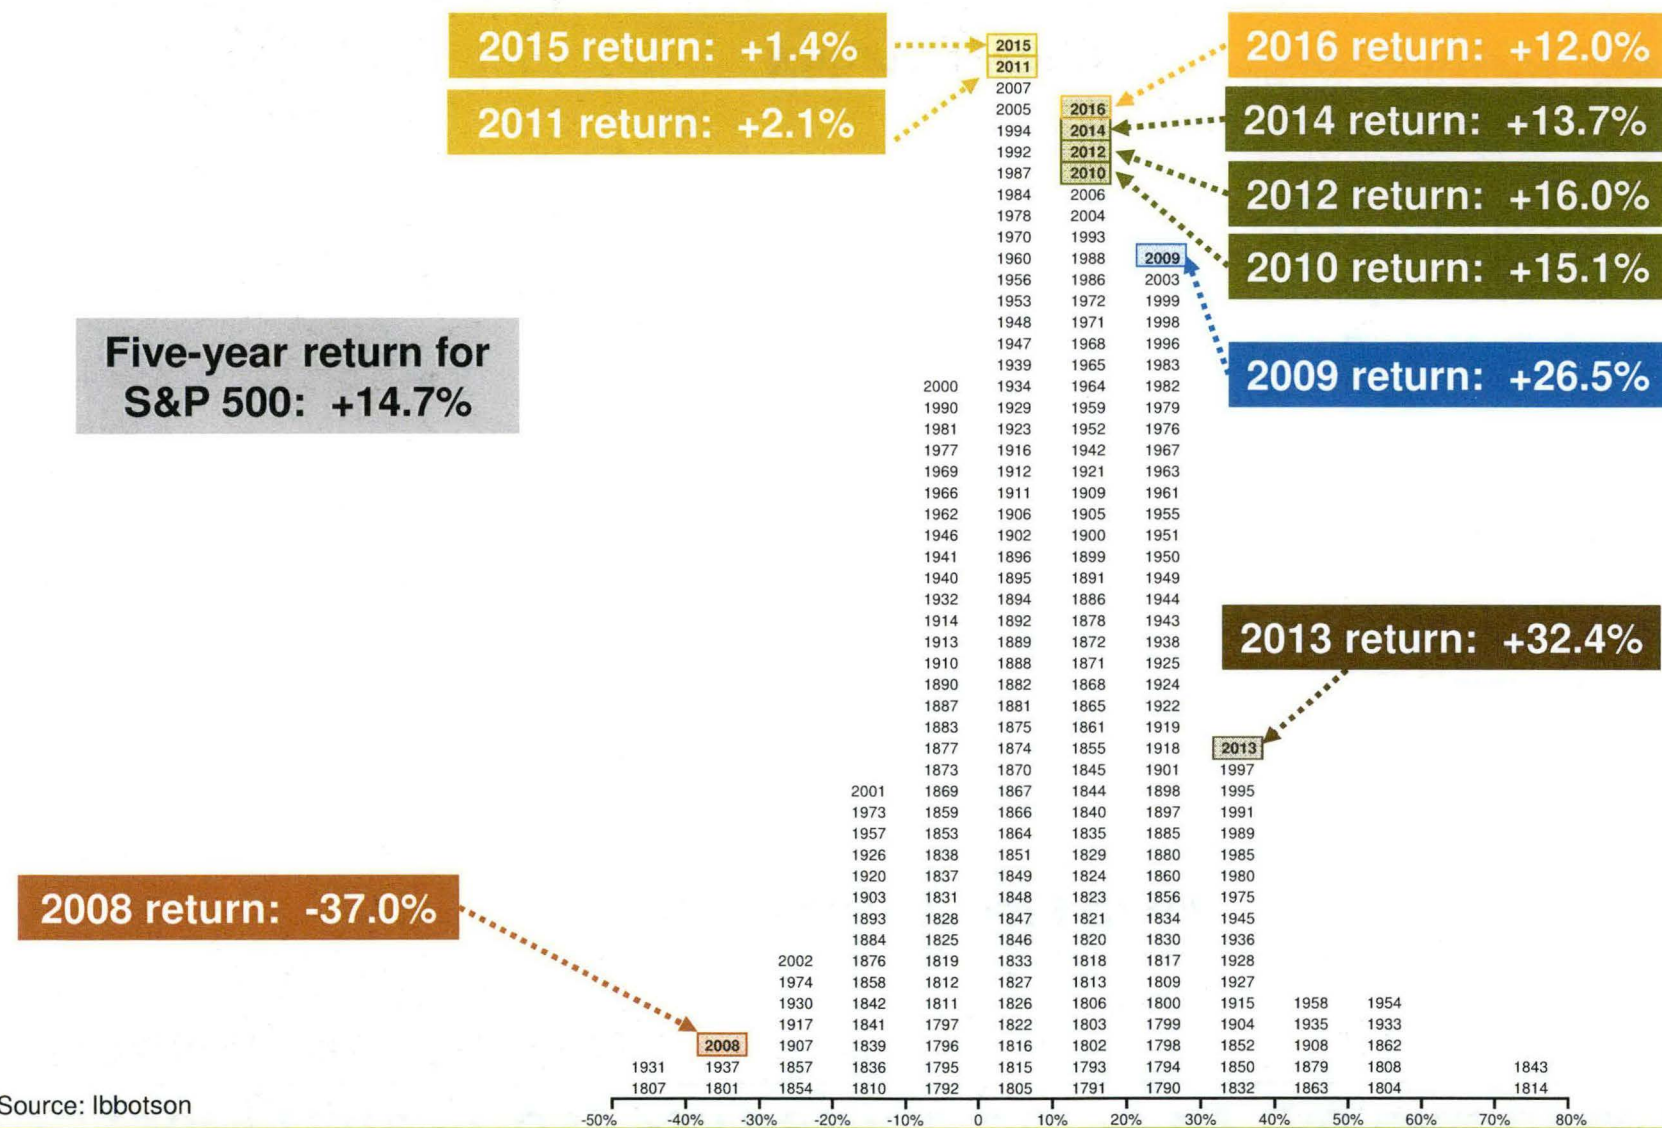 2015 return: +1.4%
2011 return: +2.1%
2016 return: +12.0%
2014 return: +13.7%
2012 return: +16.0%
2010 return: +15.1%
2009 return: +26.5%
Five-year return for
S&P 500: +14.7%
2013 return: +32.4%
2008 return: -37.0%
2015
2011
2007
2005 2016
1994 2014
1992 2012
1987 2010
1984 2006
1978 2004
1970 1993
1960 1988 2009
1956 1986 2003
1953 1972 1999
1948 1971 1998
1947 1968 1996
1939 1965 1983
2000 1934 1964 1982
1990 1929 1959 1979
1981 1923 1952 1976
1977 1916 1942 1967
1969 1912 1921 1963
1966 1911 1909 1961
1962 1906 1905 1955
1946 1902 1900 1951
1941 1896 1899 1950
1940 1895 1891 1949
1932 1894 1886 1944
1914 1892 1878 1943
1913 1889 1872 1938
1910 1888 1871 1925
1890 1882 1868 1924
1887 1881 1865 1922
1883 1875 1861 1919
1877 1874 1855 1918 2013
1873 1870 1845 1901 1997
2001 1869 1867 1844 1898 1995
1973 1859 1866 1840 1897 1991
1957 1853 1864 1835 1885 1989
1926 1838 1851 1829 1880 1985
1920 1837 1849 1824 1860 1980
1903 1831 1848 1823 1856 1975
1893 1828 1847 1821 1834 1945
1884 1825 1846 1820 1830 1936
2002 1876 1819 1833 1818 1817 1928
1974 1858 1812 1827 1813 1809 1927
1930 1842 1811 1826 1806 1800 1915 1958 1954
1917 1841 1797 1822 1803 1799 1904 1935 1933
2008 1907 1839 1796 1816 1802 1798 1852 1908 1862
1931 1937 1857 1836 1795 1815 1793 1794 1850 1879 1808 1843
1807 1801 1854 1810 1792 1805 1791 1790 1832 1863 1804 1814
-50% -40% -30% -20% -10% 0 10% 20% 30% 40% 50% 60% 70% 80%
Source: Ibbotson